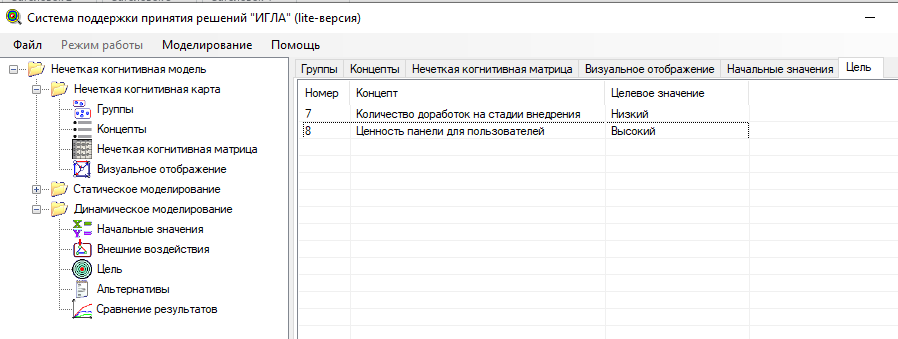 Система поддержки принятия решений "ИГЛА" (lite-версия)
Файл Режим работы Моделирование Помощь
Нечеткая когнитивная модель
Нечеткая когнитивная карта
Группы
Концепты
Нечеткая когнитивная матрица
Визуальное отображение
Статическое моделирование
Динамическое моделирование
Начальные значения
Внешние воздействия
Цель
Альтернативы
Сравнение результатов
Группы Концепты Нечеткая когнитивная матрица Визуальное отображение Начальные значения Цель
Номер Концепт Целевое значение
7 Количество доработок на стадии внедрения Низкий
8 Ценность панели для пользователей Высокий